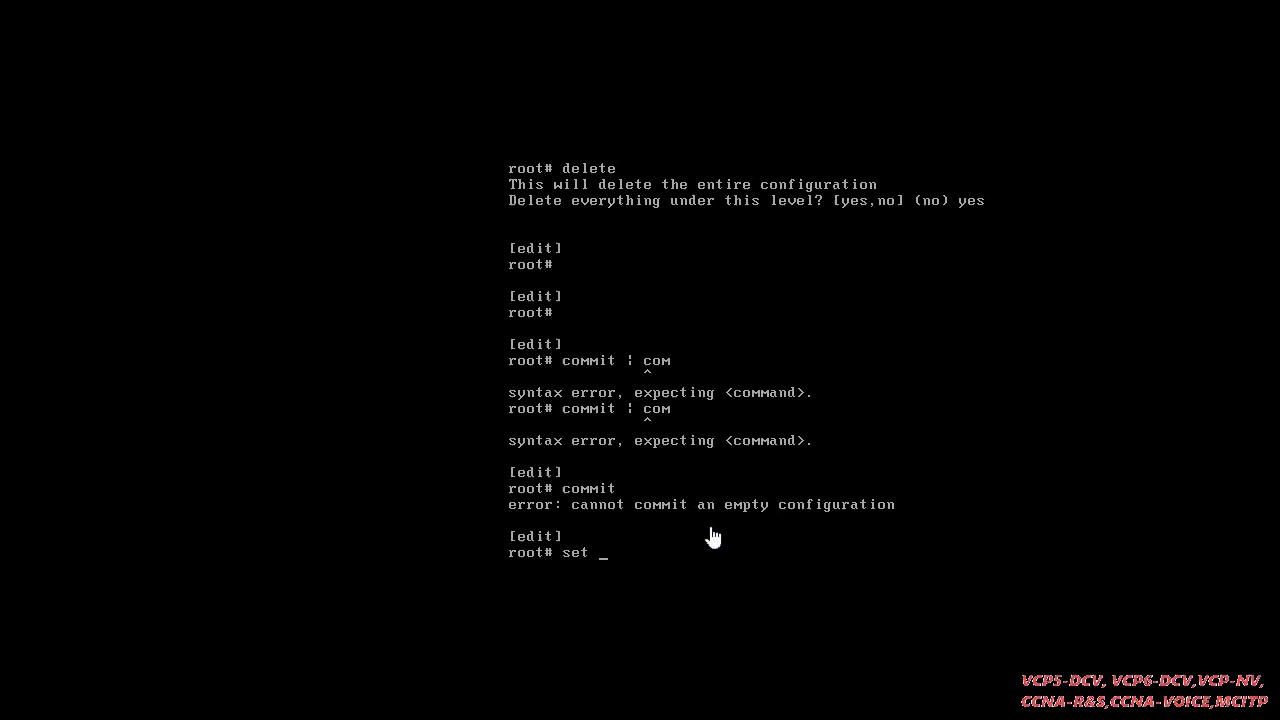 root# delete
This will delete the entire configuration
Delete everything under this level? [yes,no] (no) yes
[edit]
root#
[edit]
root#
[edit]
root# commit ¦ com
^
syntax error, expecting <command>.
root# commit ¦ com
^
syntax error, expecting <command>.
[edit]
root# commit
error: cannot commit an empty configuration
[edit]
root# set _
VCP5-DCV, VCP6-DCV,VCP-NV,
CCNA-R&S,CCNA-VOICE,MCITP